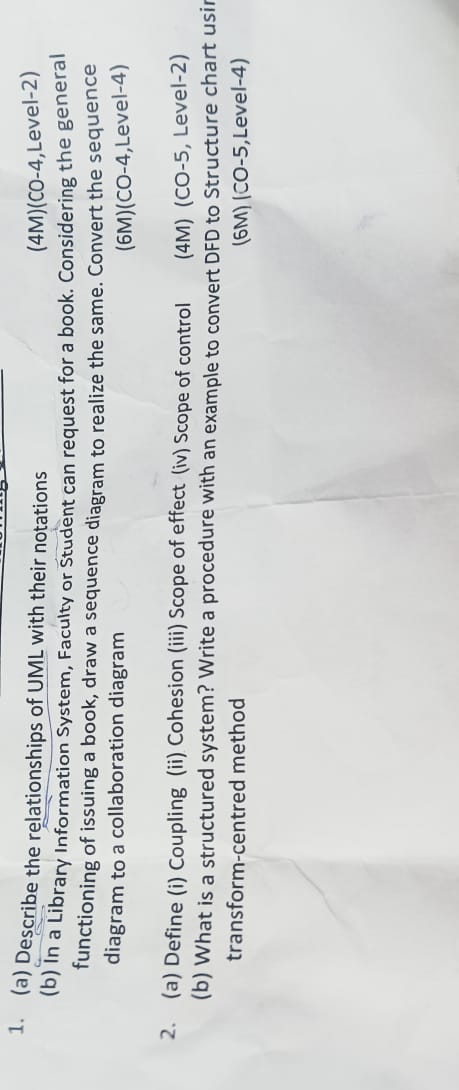 1. (a) Describe the relationships of UML with their notations (4M)(CO-4,Level-2)
(b) In a Library Information System, Faculty or Student can request for a book. Considering the general
functioning of issuing a book, draw a sequence diagram to realize the same. Convert the sequence
diagram to a collaboration diagram (6M)(CO-4,Level-4)
2. (a) Define (i) Coupling (ii) Cohesion (iii) Scope of effect (iv) Scope of control (4M) (CO-5, Level-2)
(b) What is a structured system? Write a procedure with an example to convert DFD to Structure chart usin
transform-centred method (6M) (CO-5,Level-4)